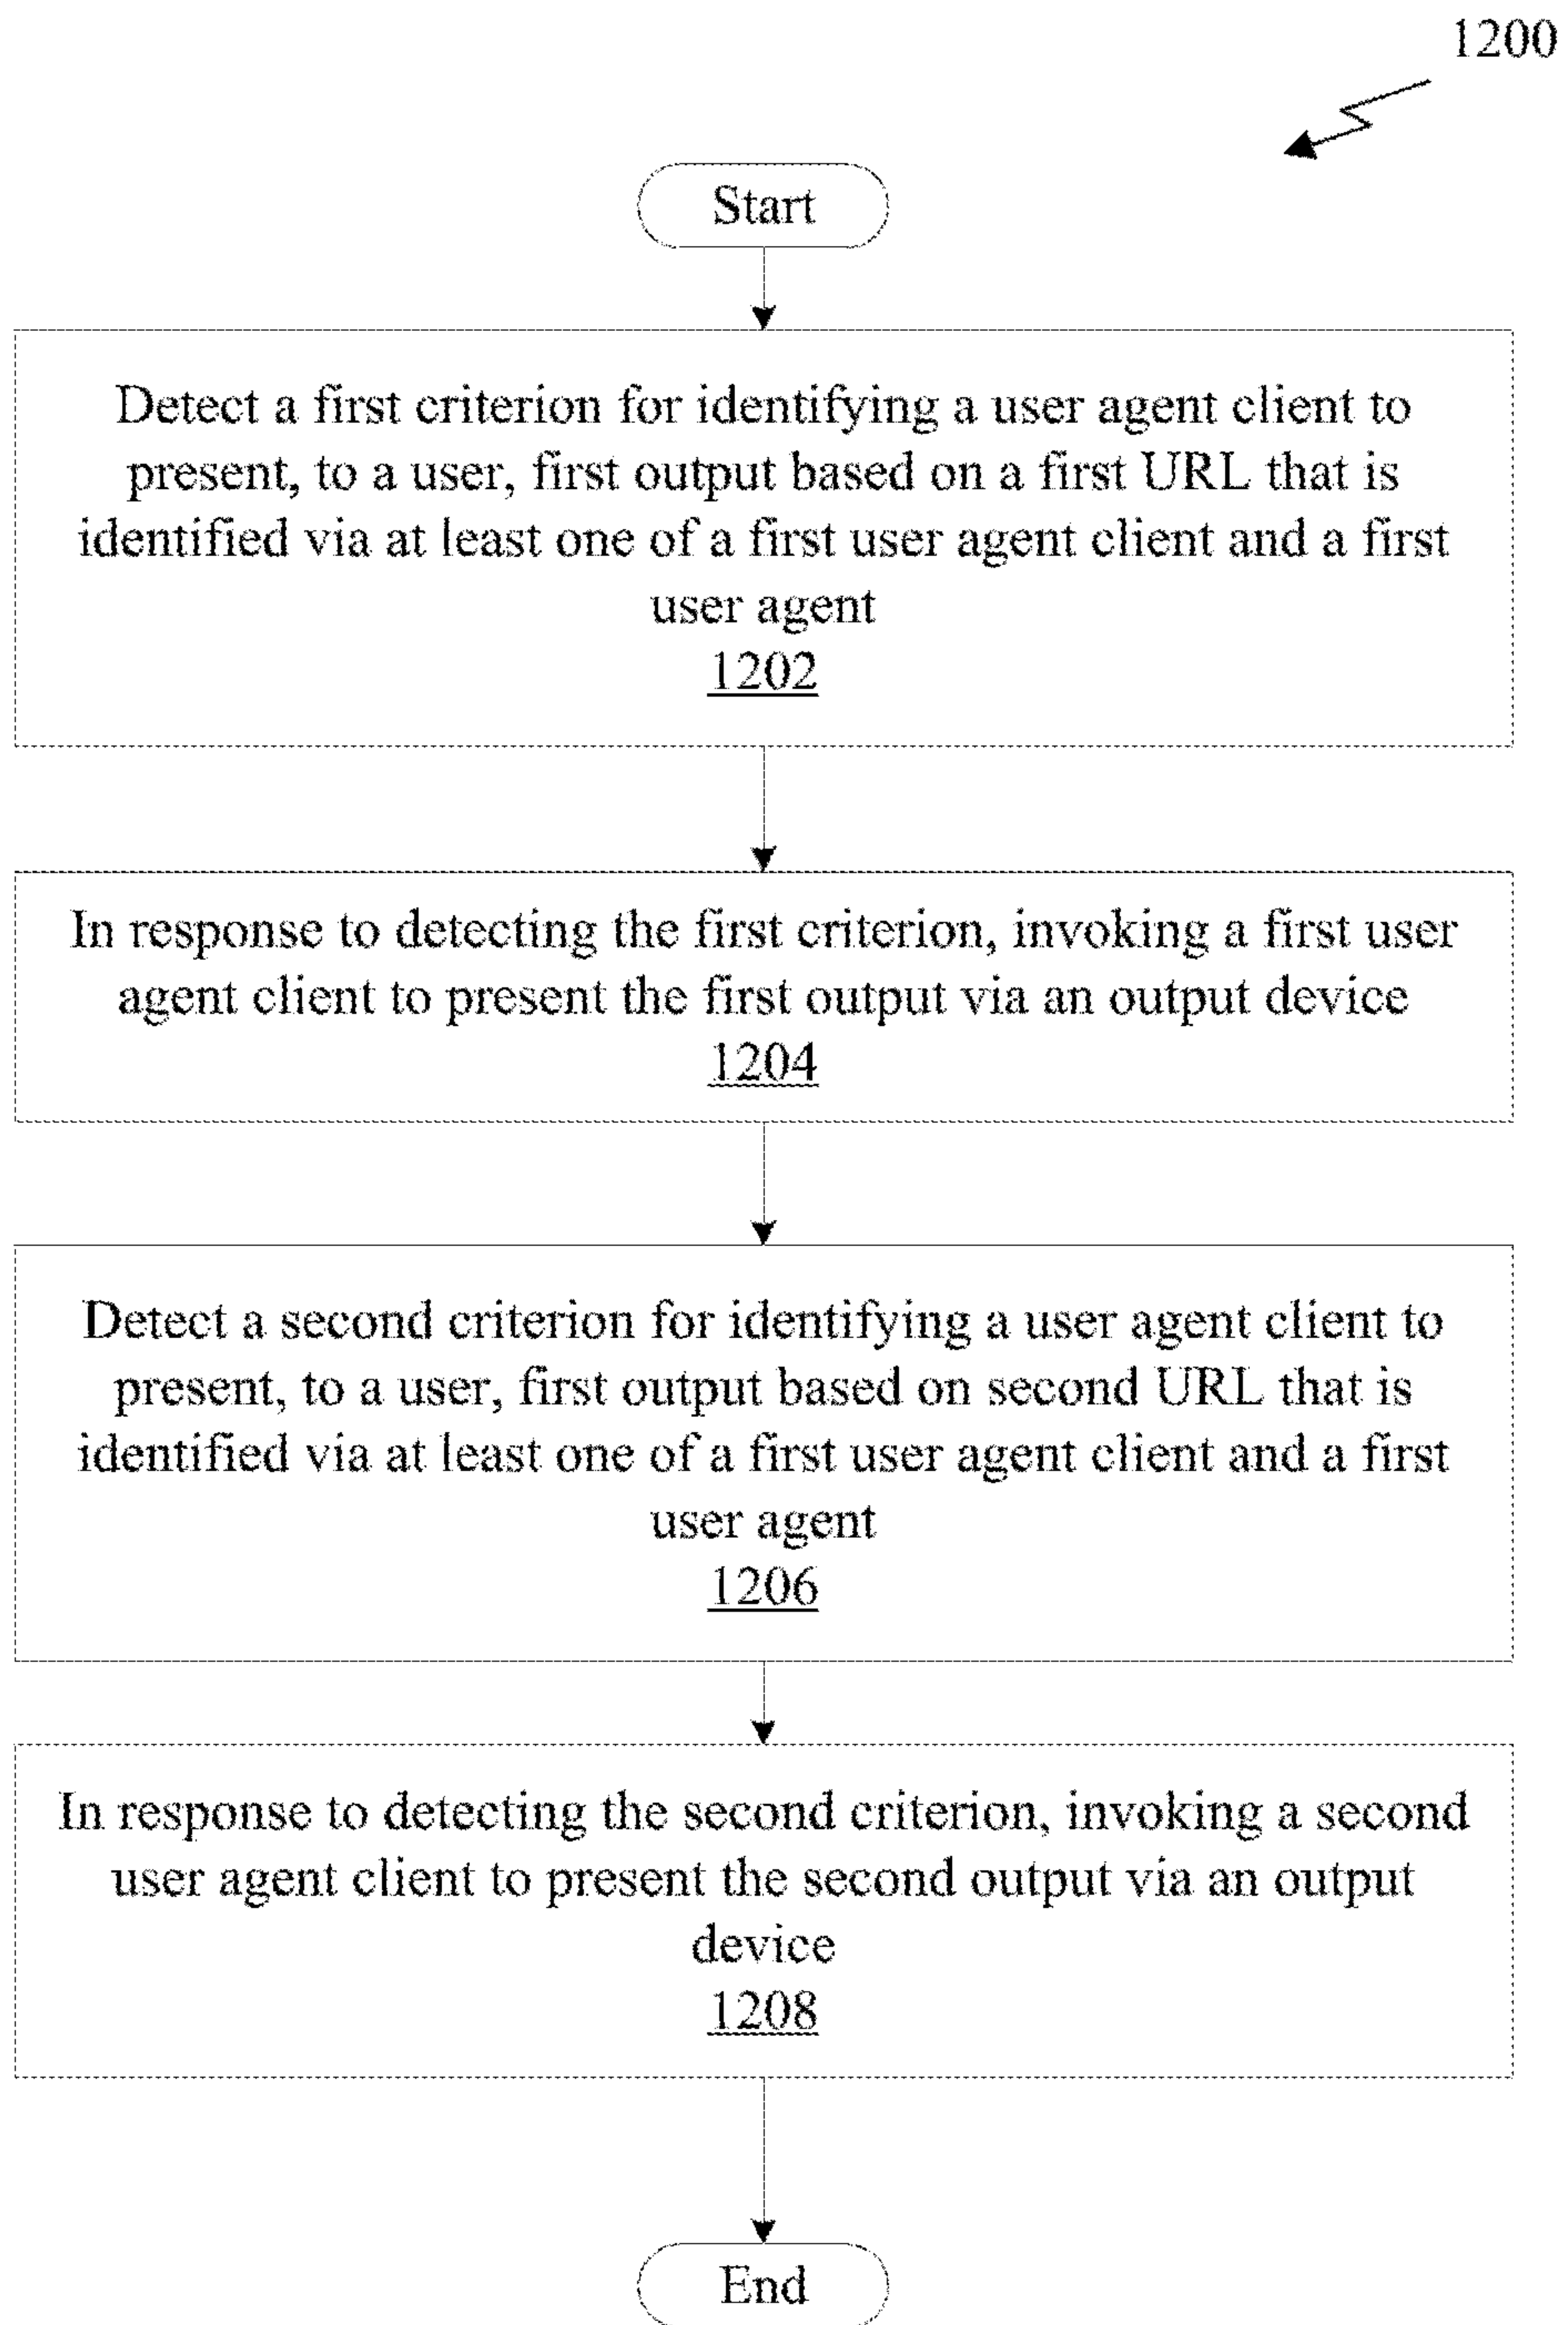 1200
Start
Detect a first criterion for identifying a user agent client to
present, to a user, first output based on a first URL that is
identified via at least one of a first user agent client and a first
user agent
1202
In response to detecting the first criterion, invoking a first user
agent client to present the first output via an output device
1204
Detect a second criterion for identifying a user agent client to
present, to a user, first output based on second URL that is
identified via at least one of a first user agent client and a first
user agent
1206
In response to detecting the second criterion, invoking a second
user agent client to present the second output via an output
device
1208
End